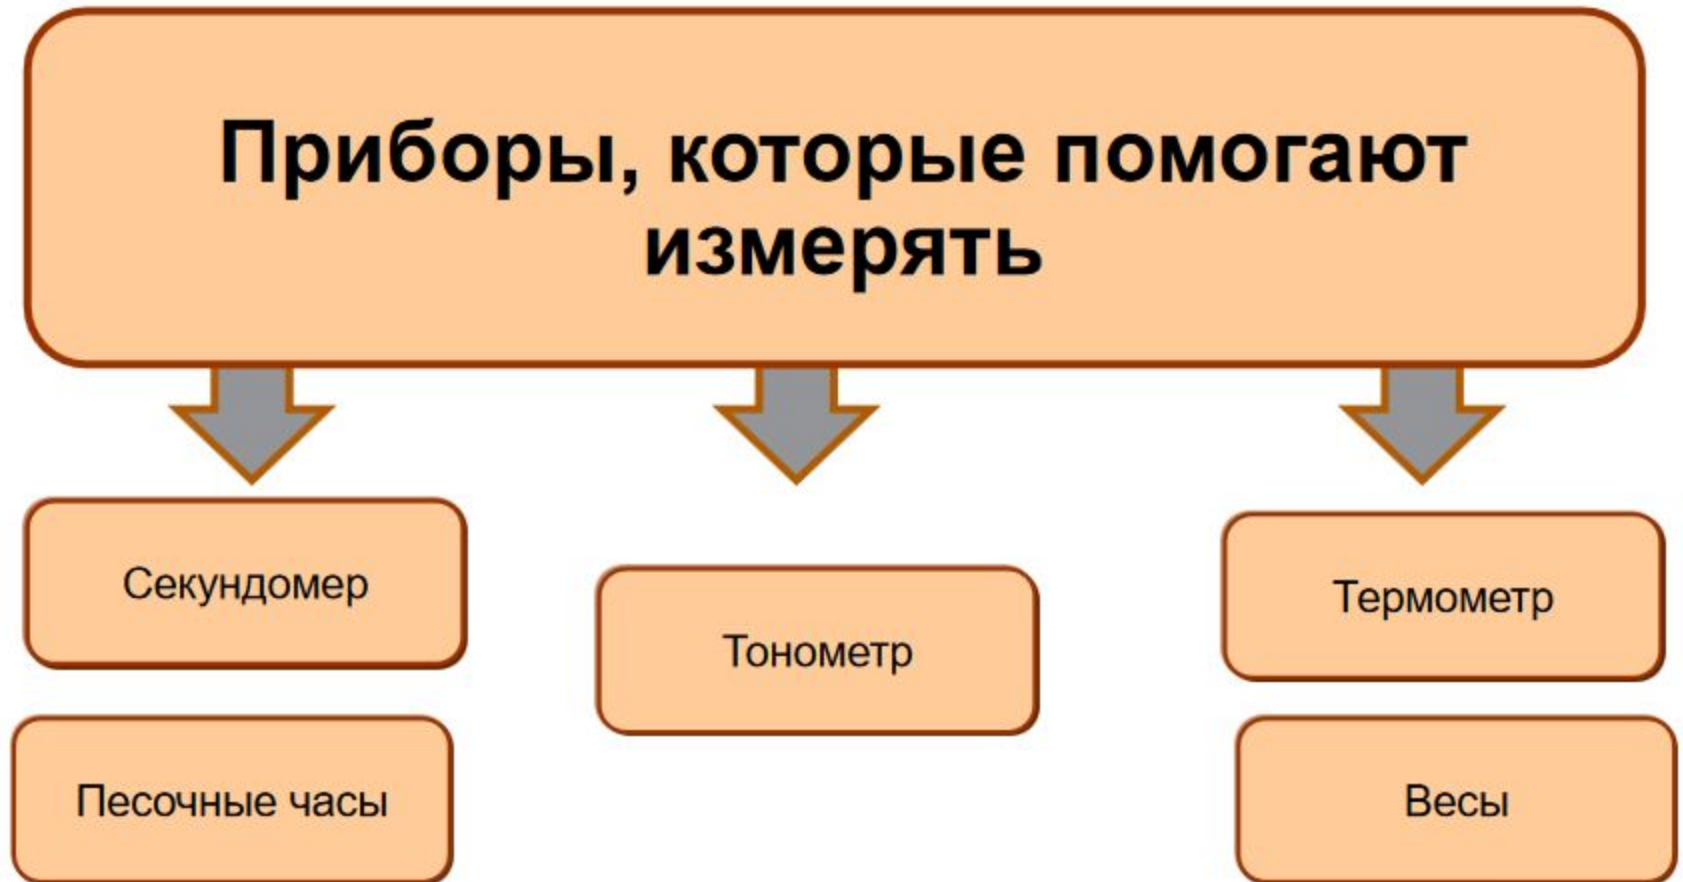 Приборы, которые помогают
измерять
Секундомер
Тонометр
Термометр
Песочные часы
Весы